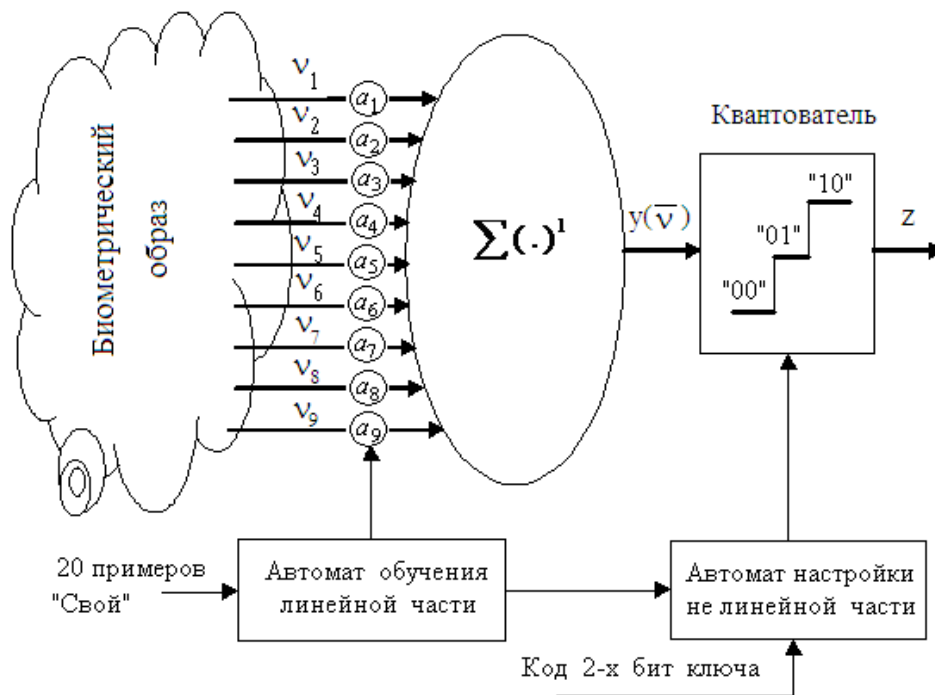 Биометрический
образ
ν1
ν2
ν3
ν4
ν5
ν6
ν7
ν8
ν9
a1
a2
a3
a4
a5
a6
a7
a8
a9
∑(.)¹
y(ν̅)
Квантователь
"10"
"01"
"00"
z
20 примеров
"Свой"
Автомат обучения
линейной части
Автомат настройки
не линейной части
Код 2-х бит ключа